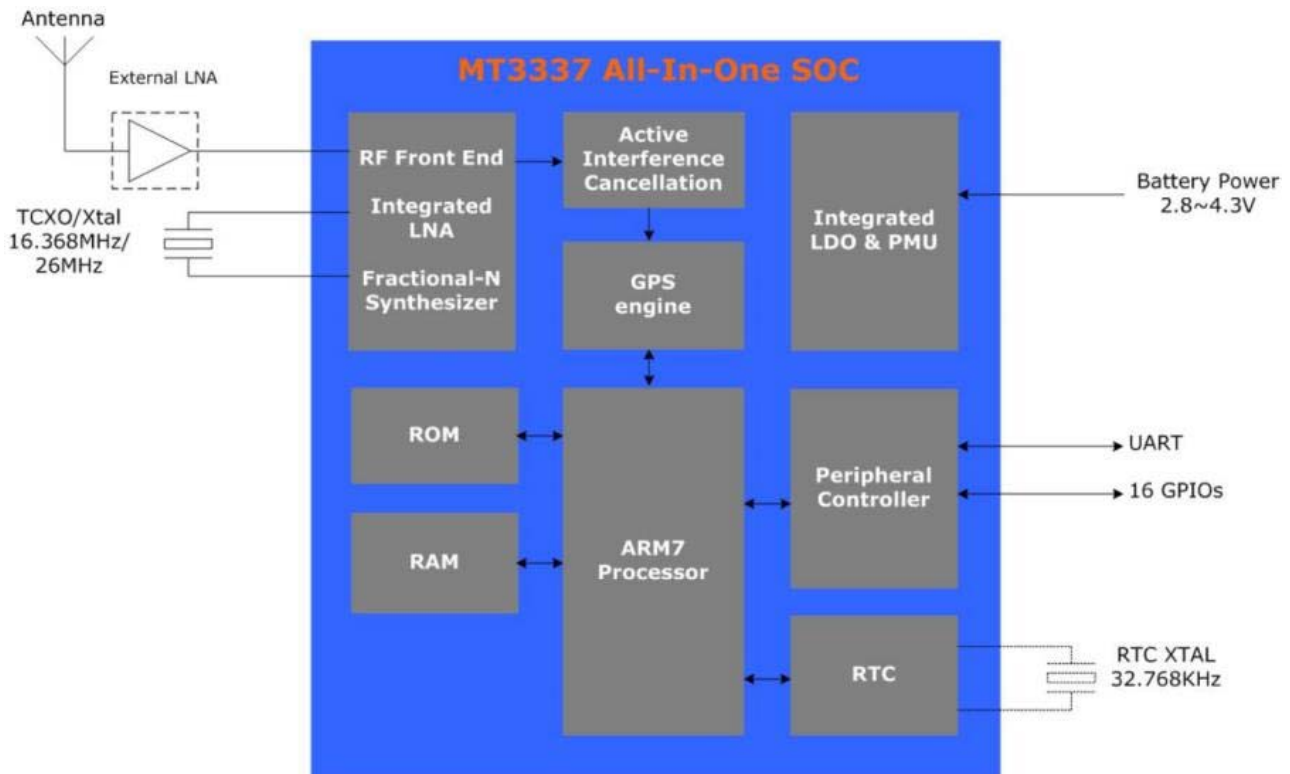 Antenna
External LNA
MT3337 All-In-One SOC
RF Front End
Integrated
LNA
Fractional-N
Synthesizer
Active
Interference
Cancellation
Integrated
LDO & PMU
Battery Power
2.8~4.3V
TCXO/Xtal
16.368MHz/
26MHz
GPS
engine
ROM
RAM
ARM7
Processor
Peripheral
Controller
UART
16 GPIOs
RTC
RTC XTAL
32.768KHz